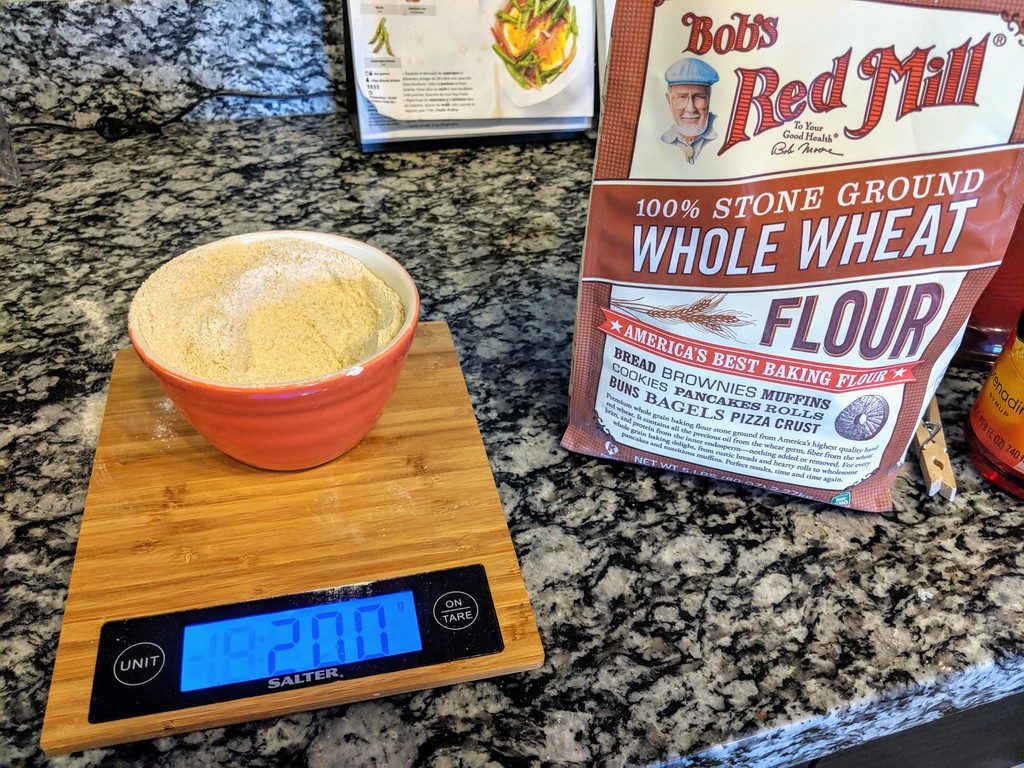 Bob's
Red Mill®
To Your
Good Health®
Bob Moore
100% STONE GROUND
WHOLE WHEAT
FLOUR
AMERICA'S BEST BAKING FLOUR
BREAD BROWNIES MUFFINS
COOKIES PANCAKES ROLLS
BUNS BAGELS PIZZA CRUST
Premium whole grain baking flour stone ground from America's highest quality hard
red wheat. It contains all the precious oil from the wheat germ, fiber from the wheat
bran, and protein from the inner endosperm—nothing added or removed. For every
whole grain baking delight, from rustic breads and hearty rolls to wholesome
pancakes and nutritious muffins. Perfect results, time and time again.
NET WT 5 LBS
SYRUP
200
UNIT
ON
TARE
SALTER